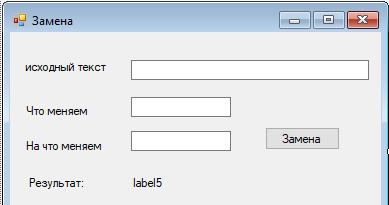 Замена
исходный текст
Что меняем
На что меняем
Замена
Результат: label5